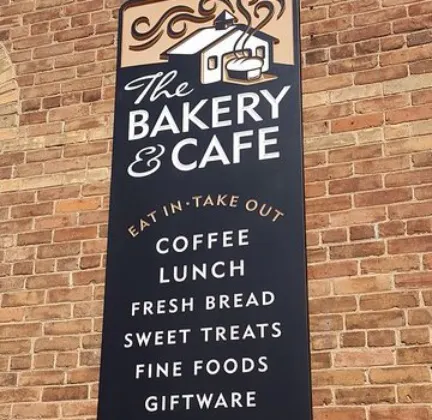 The
BAKERY
& CAFE
EAT IN · TAKE OUT
COFFEE
LUNCH
FRESH BREAD
SWEET TREATS
FINE FOODS
GIFTWARE